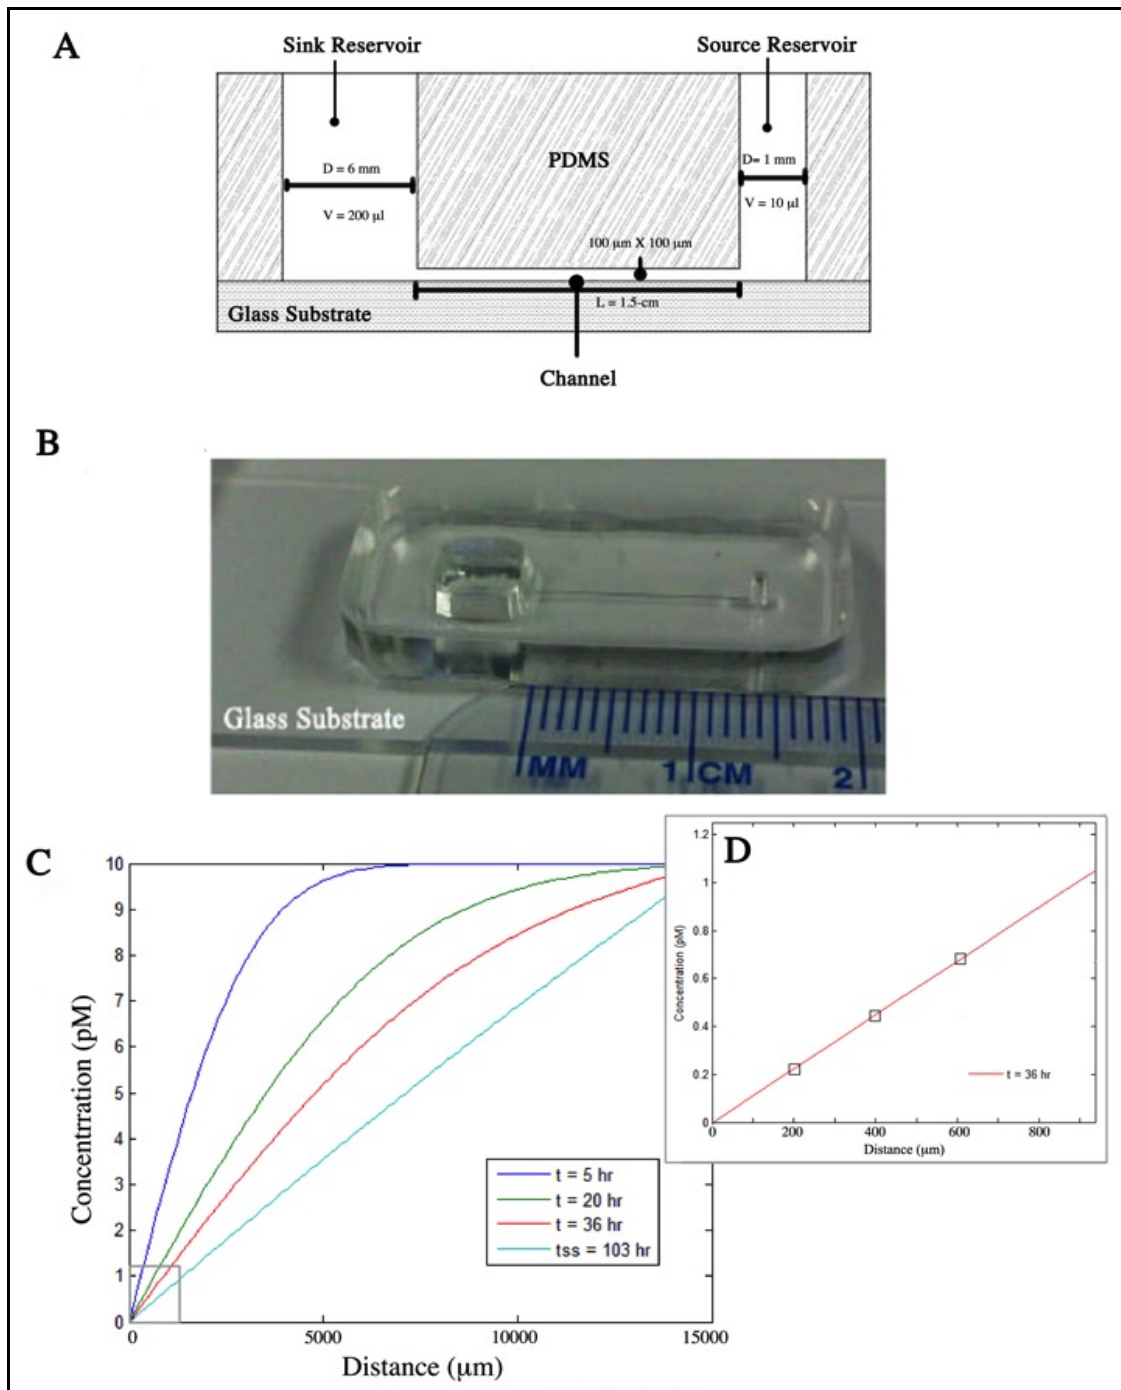 A
Sink Reservoir
Source Reservoir
PDMS
D = 6 mm
D= 1 mm
V = 200 µl
V = 10 µl
100 µm X 100 µm
L = 1.5-cm
Glass Substrate
Channel
B
Glass Substrate
MM 1 CM 2
C
Concentrration (pM)
10
9
8
7
6
5
4
3
2
1
0
0 5000 10000 15000
Distance (µm)
t = 5 hr
t = 20 hr
t = 36 hr
tss = 103 hr
D
Concentration (pM)
1.2
1
0.8
0.6
0.4
0.2
0
0 200 400 600 800
Distance (µm)
t = 36 hr